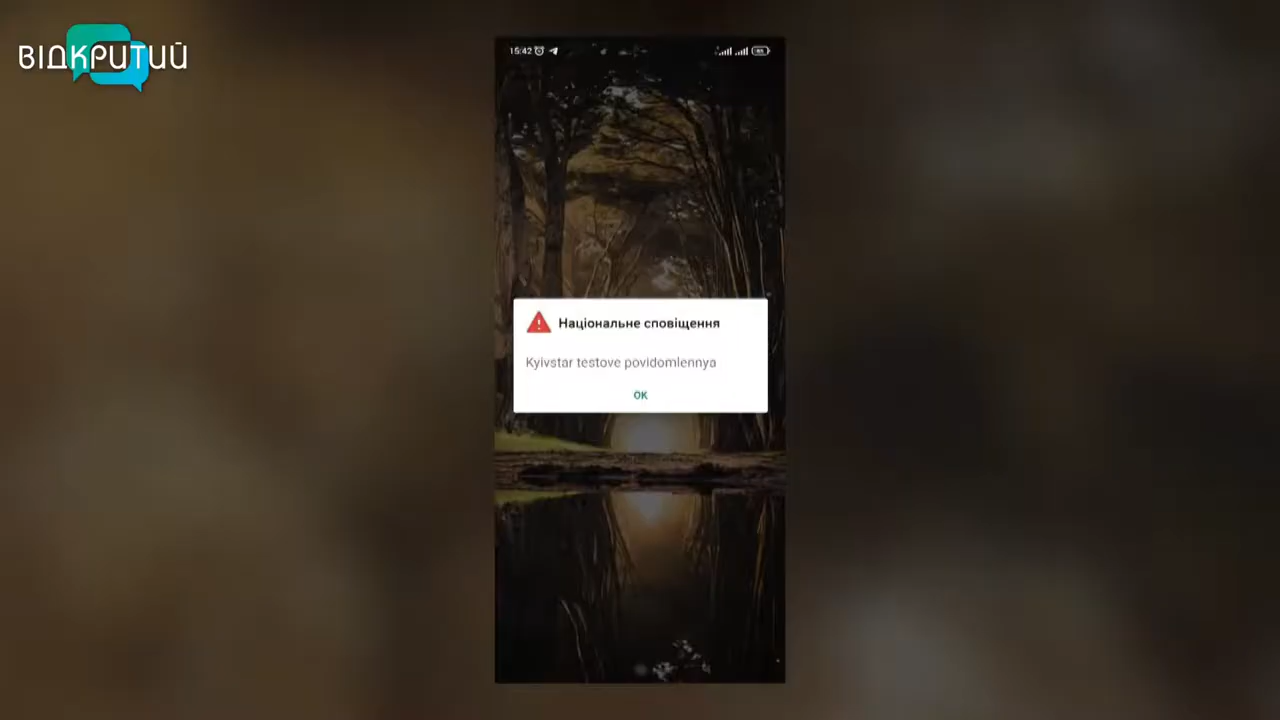 ВІДКРИТИЙ
15:42
Національне сповіщення
Kyivstar testove povidomlennya
OK